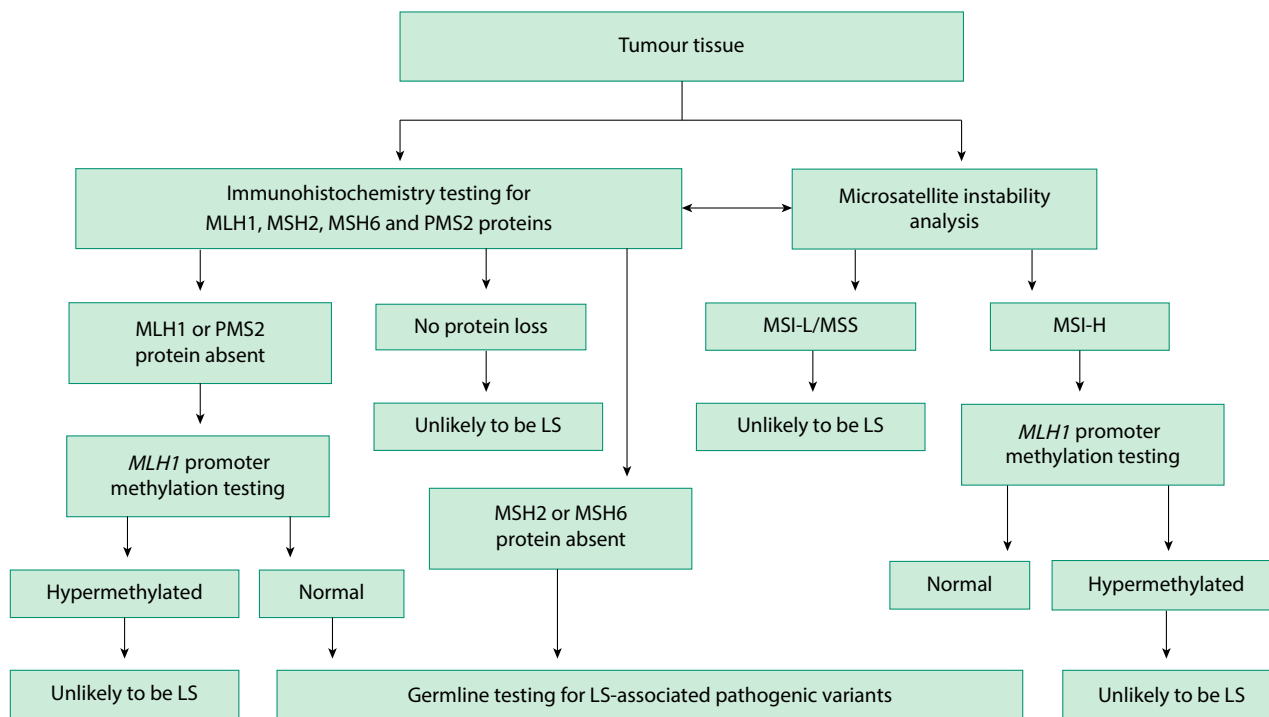 Tumour tissue
Immunohistochemistry testing for
MLH1, MSH2, MSH6 and PMS2 proteins
Microsatellite instability
analysis
MLH1 or PMS2
protein absent
No protein loss
MSI-L/MSS
MSI-H
Unlikely to be LS
Unlikely to be LS
MLH1 promoter
methylation testing
MLH1 promoter
methylation testing
MSH2 or MSH6
protein absent
Hypermethylated
Normal
Normal
Hypermethylated
Unlikely to be LS
Germline testing for LS-associated pathogenic variants
Unlikely to be LS